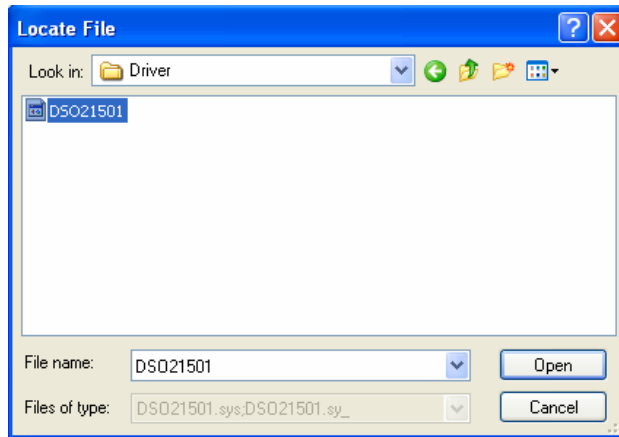 Locate File
Look in: Driver
DSO21501
File name: DSO21501 Open
Files of type: DSO21501.sys;DSO21501.sy_ Cancel